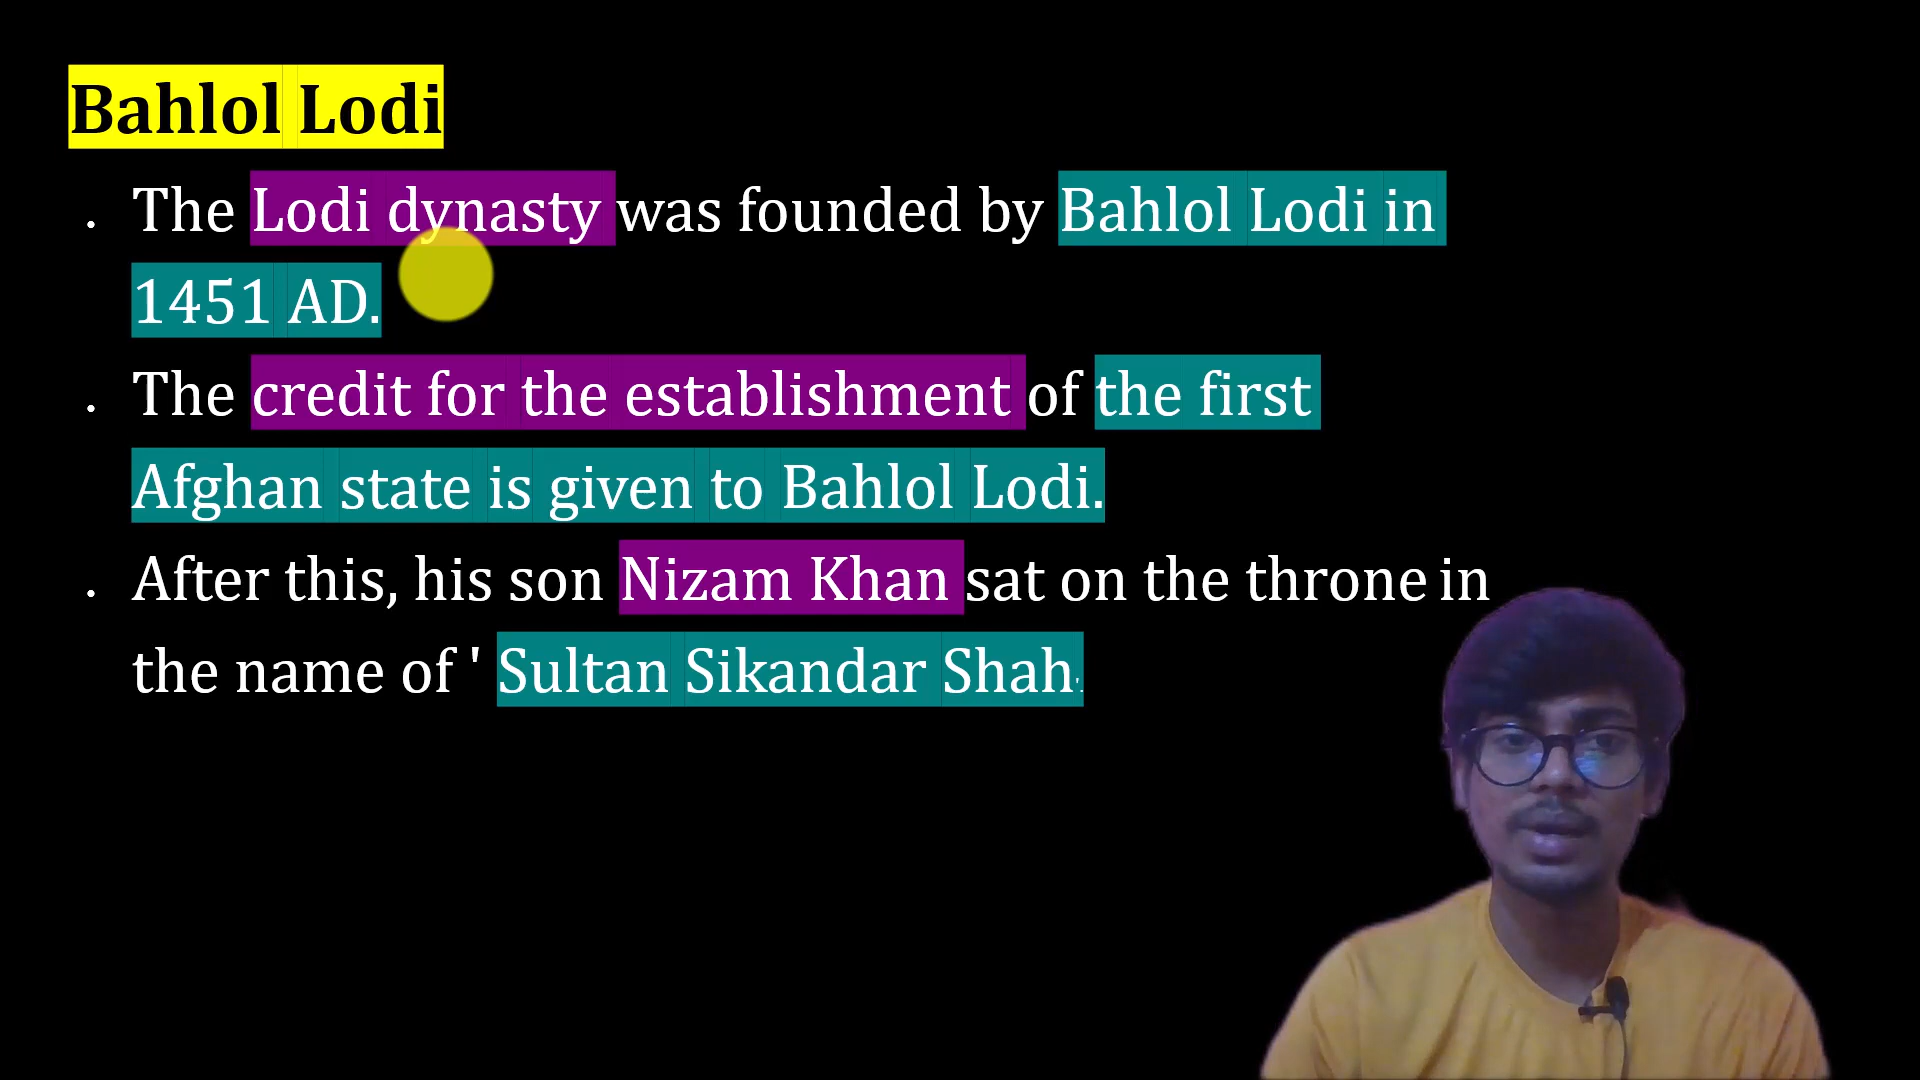 Bahlol Lodi
. The Lodi dynasty was founded by Bahlol Lodi in
1451 AD.
. The credit for the establishment of the first
Afghan state is given to Bahlol Lodi.
. After this, his son Nizam Khan sat on the throne in
the name of ' Sultan Sikandar Shah'.